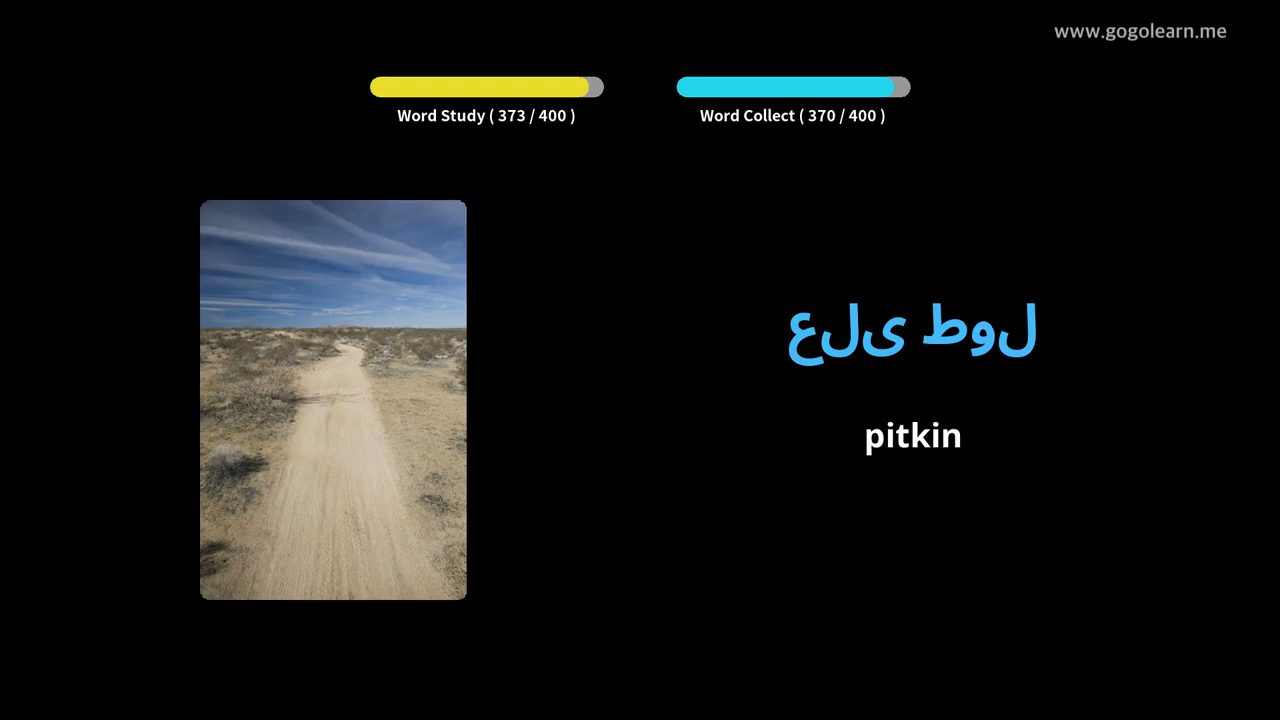 www.gogolearn.me
Word Study ( 373 / 400 )
Word Collect ( 370 / 400 )
على طول
pitkin